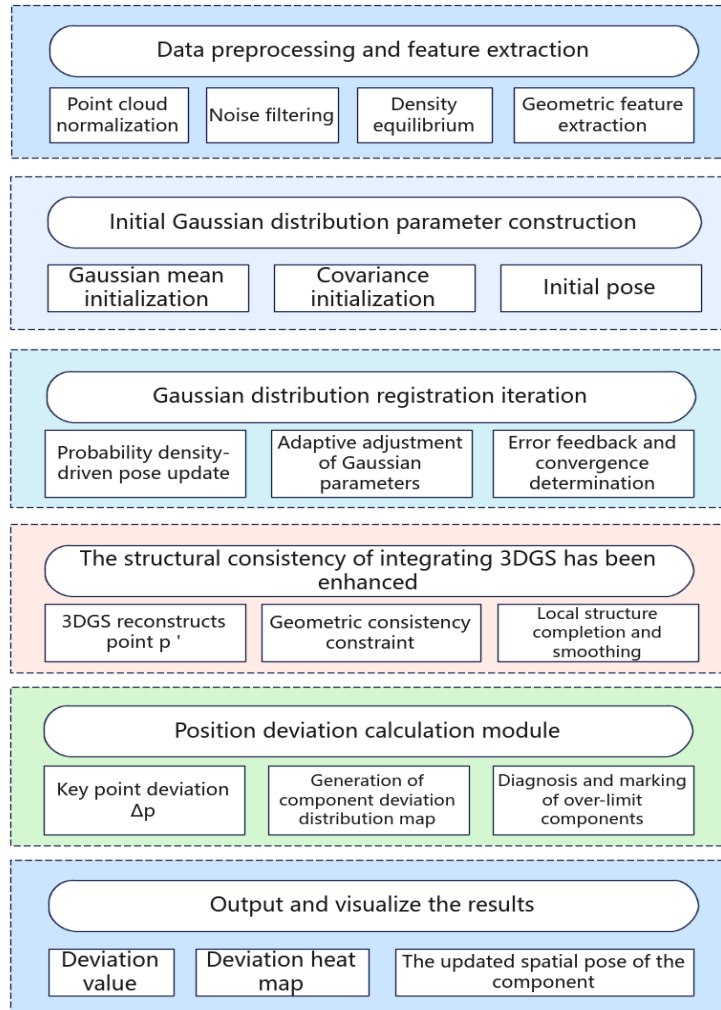 Data preprocessing and feature extraction
Point cloud
normalization
Noise filtering
Density
equilibrium
Geometric feature
extraction
Initial Gaussian distribution parameter construction
Gaussian mean
initialization
Covariance
initialization
Initial pose
Gaussian distribution registration iteration
Probability density-
driven pose update
Adaptive adjustment
of Gaussian
parameters
Error feedback and
convergence
determination
The structural consistency of integrating 3DGS has been
enhanced
3DGS reconstructs
point p '
Geometric consistency
constraint
Local structure
completion and
smoothing
Position deviation calculation module
Key point deviation
Δp
Generation of
component deviation
distribution map
Diagnosis and marking
of over-limit
components
Output and visualize the results
Deviation
value
Deviation heat
map
The updated spatial pose of the
component